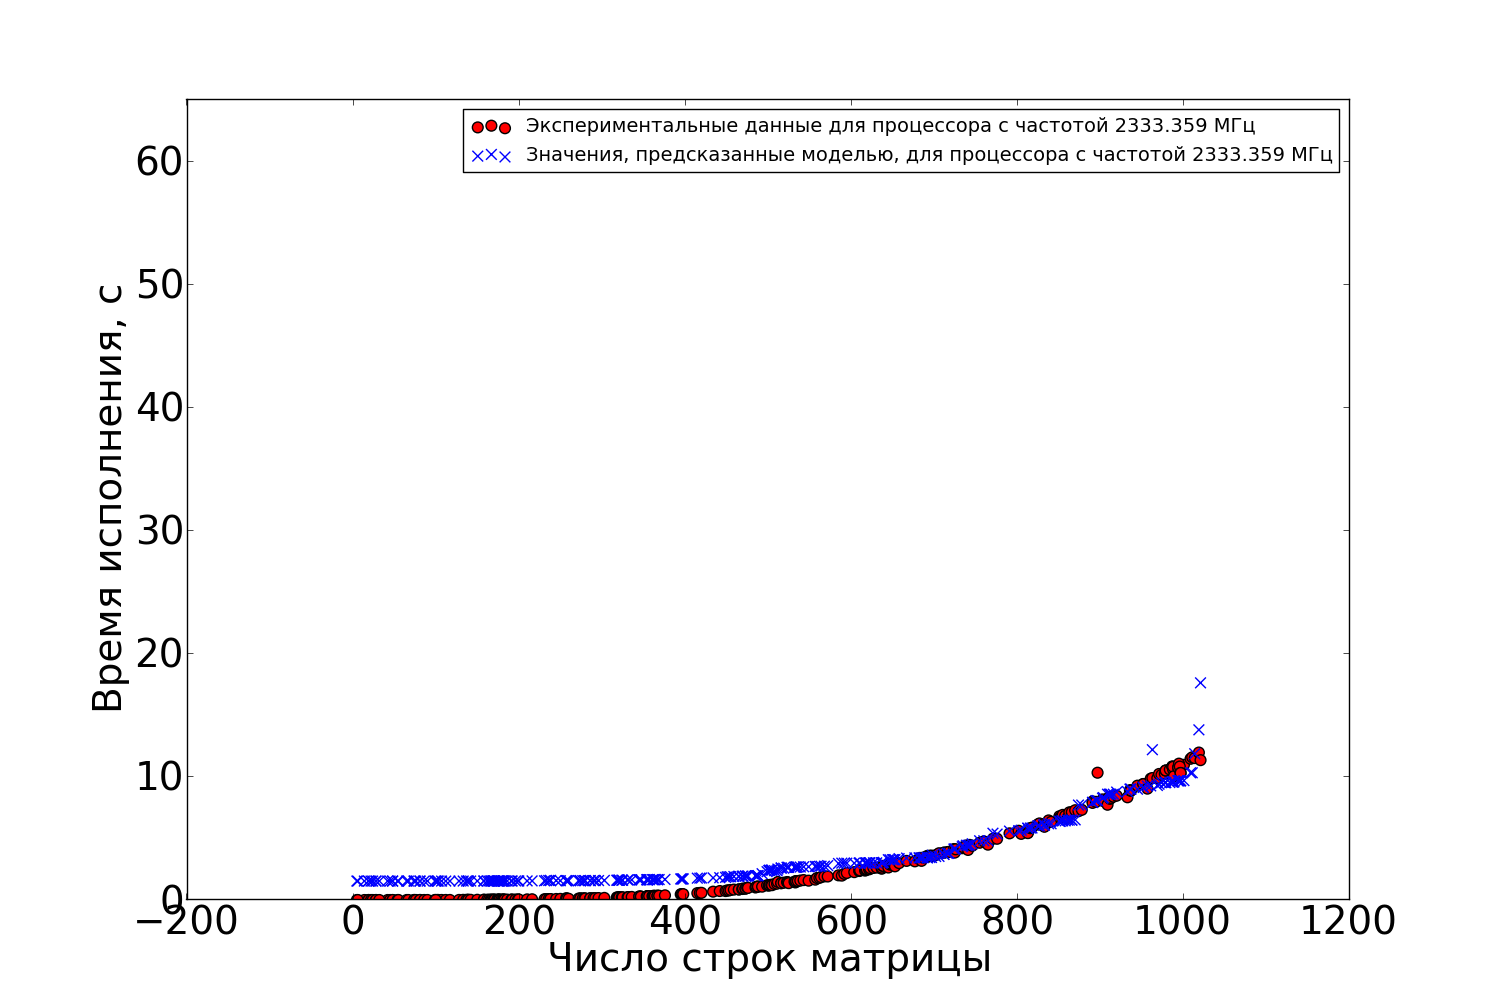 Экспериментальные данные для процессора с частотой 2333.359 МГц
Значения, предсказанные моделью, для процессора с частотой 2333.359 МГц
Время исполнения, с
60
50
40
30
20
10
0
−200 0 200 400 600 800 1000 1200
Число строк матрицы